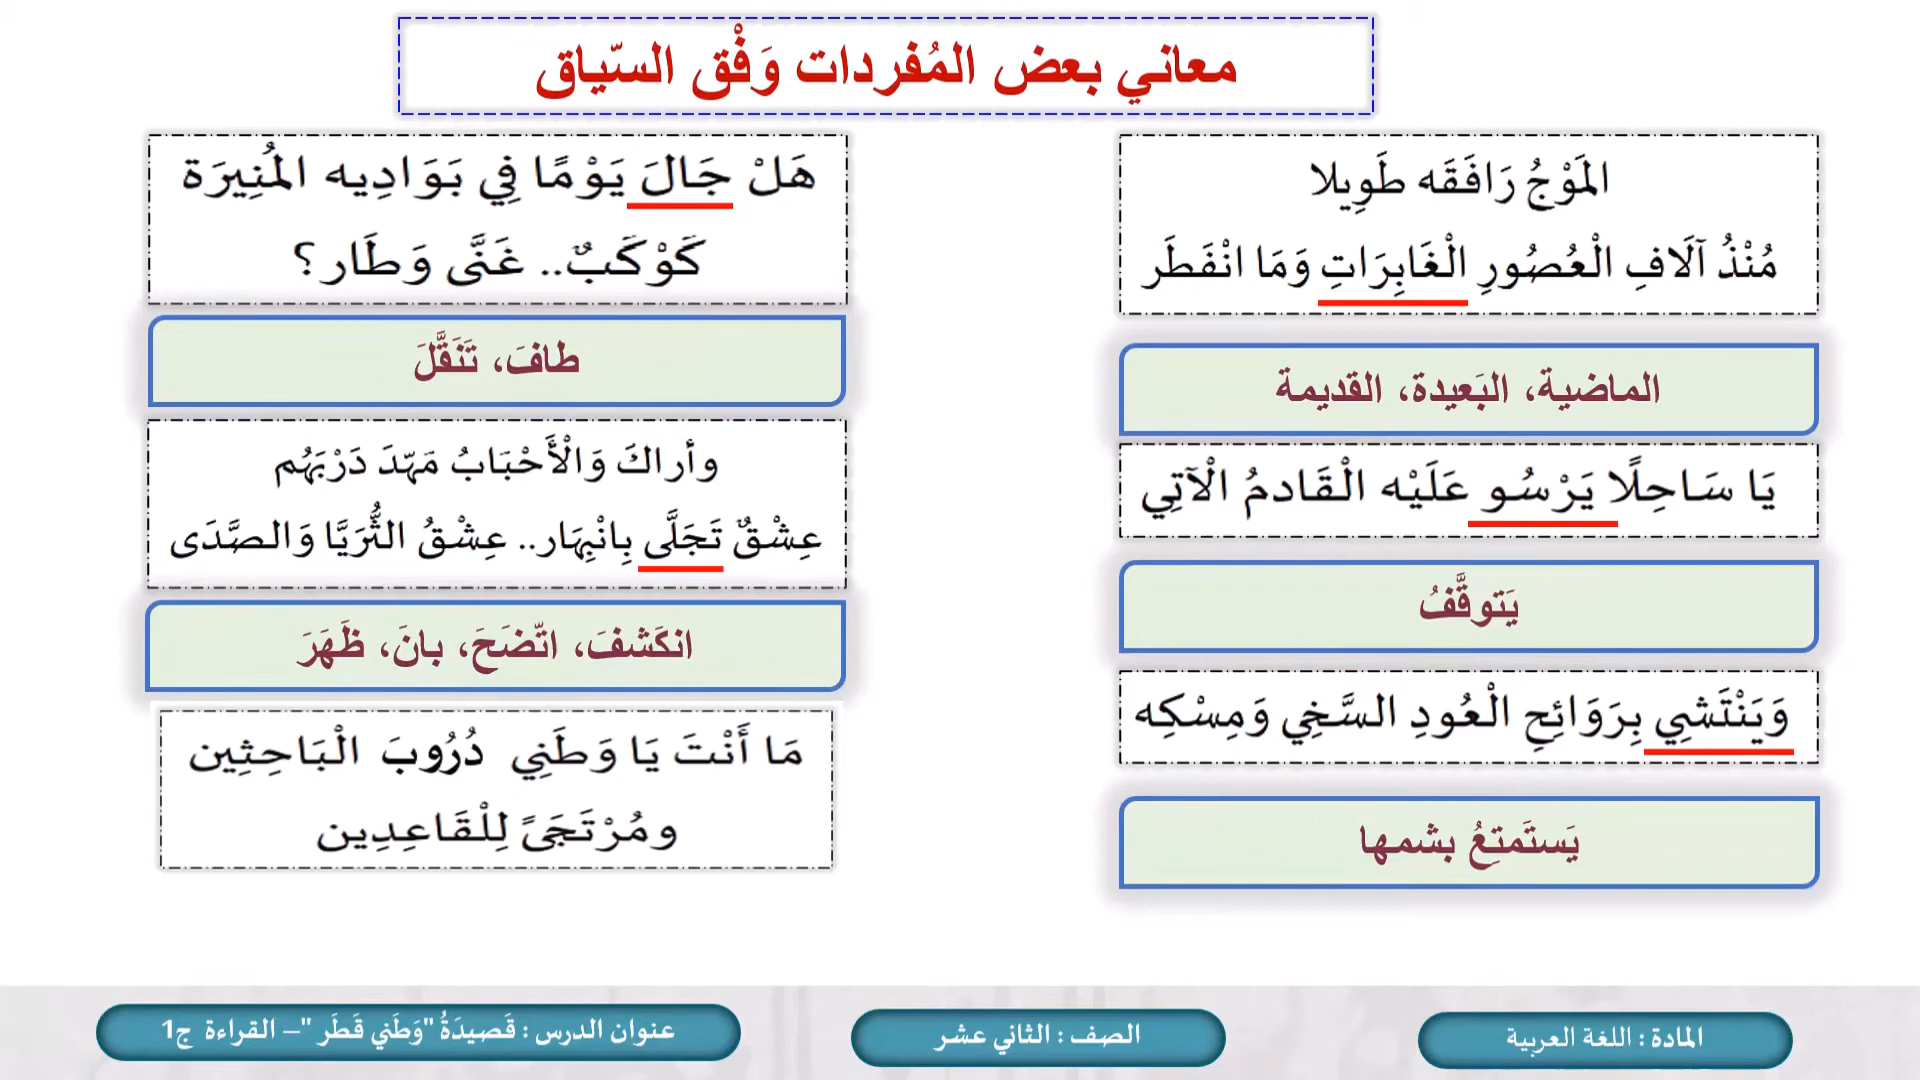 معاني بعض المُفردات وَفْق السّياق
المَوْجُ رَافَقَه طَوِيلا
مُنْذُ آلَافِ الْعُصُورِ الْغَابِرَاتِ وَمَا انْفَطَر
الماضية، البَعيدة، القديمة
يَا سَاحِلًا يَرْسُو عَلَيْه الْقَادمُ الْآتِي
يَتوقَّفُ
وَيَنْتَشِي بِرَوَائِحِ الْعُودِ السَّخِي وَمِسْكِه
يَستَمتِعُ بشمها
هَلْ جَالَ يَوْمًا فِي بَوَادِيه المُنِيرَة
كَوْكَبٌ.. غَنَّى وَطَار؟
طافَ، تَنَقَّلَ
وأراكَ وَالْأَحْبَابُ مَهّدَ دَرْبَهُم
عِشْقٌ تَجَلَّى بِانْبِهَار.. عِشْقُ الثُّرَيَّا وَالصَّدَى
انكَشفَ، اتّضَحَ، بانَ، ظَهَرَ
مَا أَنْتَ يَا وَطَنِي دُرُوبَ الْبَاحِثِين
ومُرْتَجَىً لِلْقَاعِدِين
المادة : اللغة العربية
الصف : الثاني عشر
عنوان الدرس : قَصيدَةُ "وَطَني قَطَر "– القراءة ج1